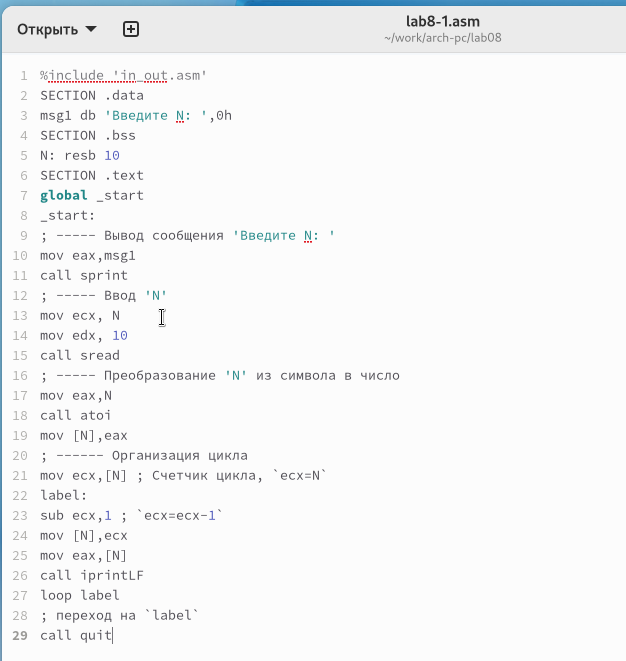 Открыть
lab8-1.asm
~/work/arch-pc/lab08
1 %include 'in_out.asm'
2 SECTION .data
3 msg1 db 'Введите N: ',0h
4 SECTION .bss
5 N: resb 10
6 SECTION .text
7 global _start
8 _start:
9 ; ----- Вывод сообщения 'Введите N: '
10 mov eax,msg1
11 call sprint
12 ; ----- Ввод 'N'
13 mov ecx, N
14 mov edx, 10
15 call sread
16 ; ----- Преобразование 'N' из символа в число
17 mov eax,N
18 call atoi
19 mov [N],eax
20 ; ------ Организация цикла
21 mov ecx,[N] ; Счетчик цикла, `ecx=N`
22 label:
23 sub ecx,1 ; `ecx=ecx-1`
24 mov [N],ecx
25 mov eax,[N]
26 call iprintLF
27 loop label
28 ; переход на `label`
29 call quit